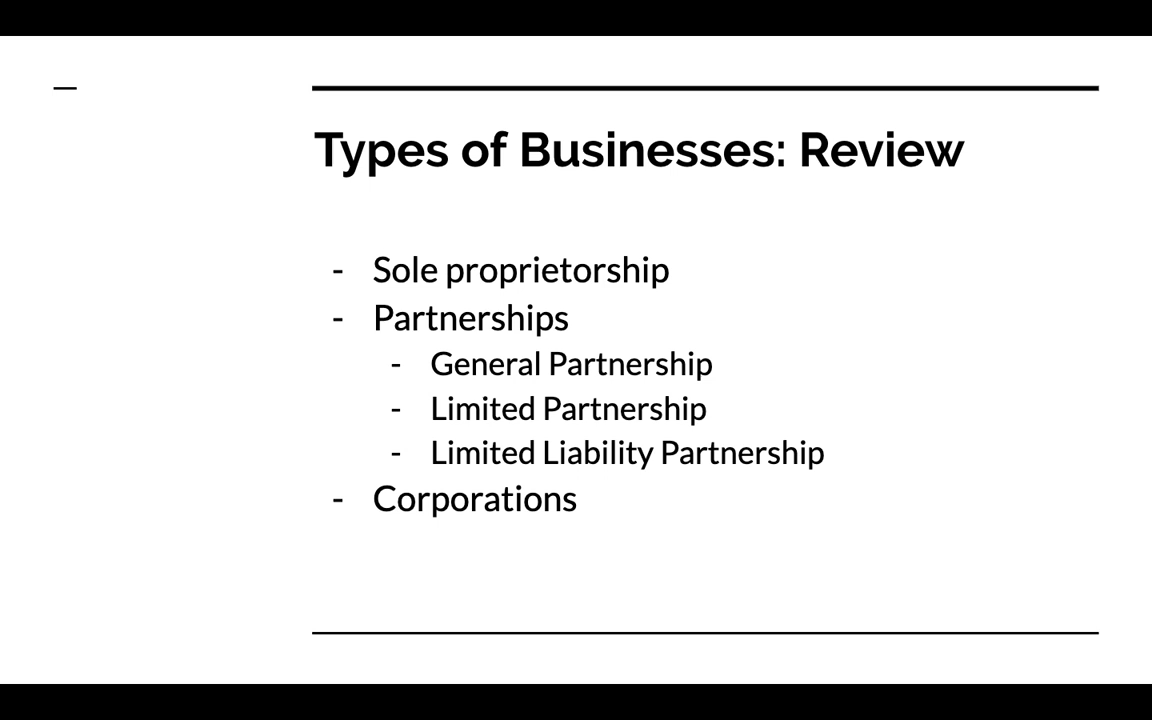 Types of Businesses: Review
- Sole proprietorship
- Partnerships
- General Partnership
- Limited Partnership
- Limited Liability Partnership
- Corporations